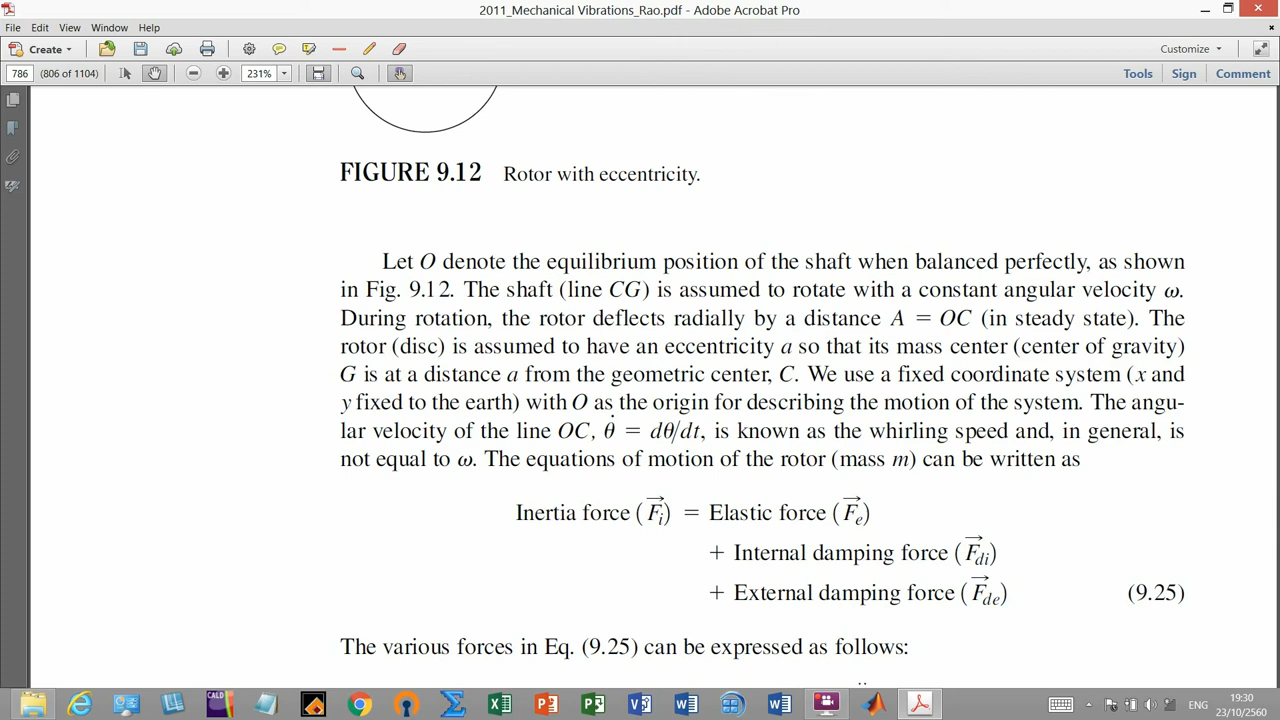 2011_Mechanical Vibrations_Rao.pdf - Adobe Acrobat Pro
File Edit View Window Help
Create
Customize
786 (806 of 1104) 231% Tools Sign Comment
FIGURE 9.12 Rotor with eccentricity.
Let O denote the equilibrium position of the shaft when balanced perfectly, as shown
in Fig. 9.12. The shaft (line CG) is assumed to rotate with a constant angular velocity ω.
During rotation, the rotor deflects radially by a distance A = OC (in steady state). The
rotor (disc) is assumed to have an eccentricity a so that its mass center (center of gravity)
G is at a distance a from the geometric center, C. We use a fixed coordinate system (x and
y fixed to the earth) with O as the origin for describing the motion of the system. The angu-
lar velocity of the line OC, θ̇ = dθ/dt, is known as the whirling speed and, in general, is
not equal to ω. The equations of motion of the rotor (mass m) can be written as
Inertia force (F⃗i) = Elastic force (F⃗e)
+ Internal damping force (F⃗di)
+ External damping force (F⃗de) (9.25)
The various forces in Eq. (9.25) can be expressed as follows:
CALD
ENG
19:30
23/10/2560